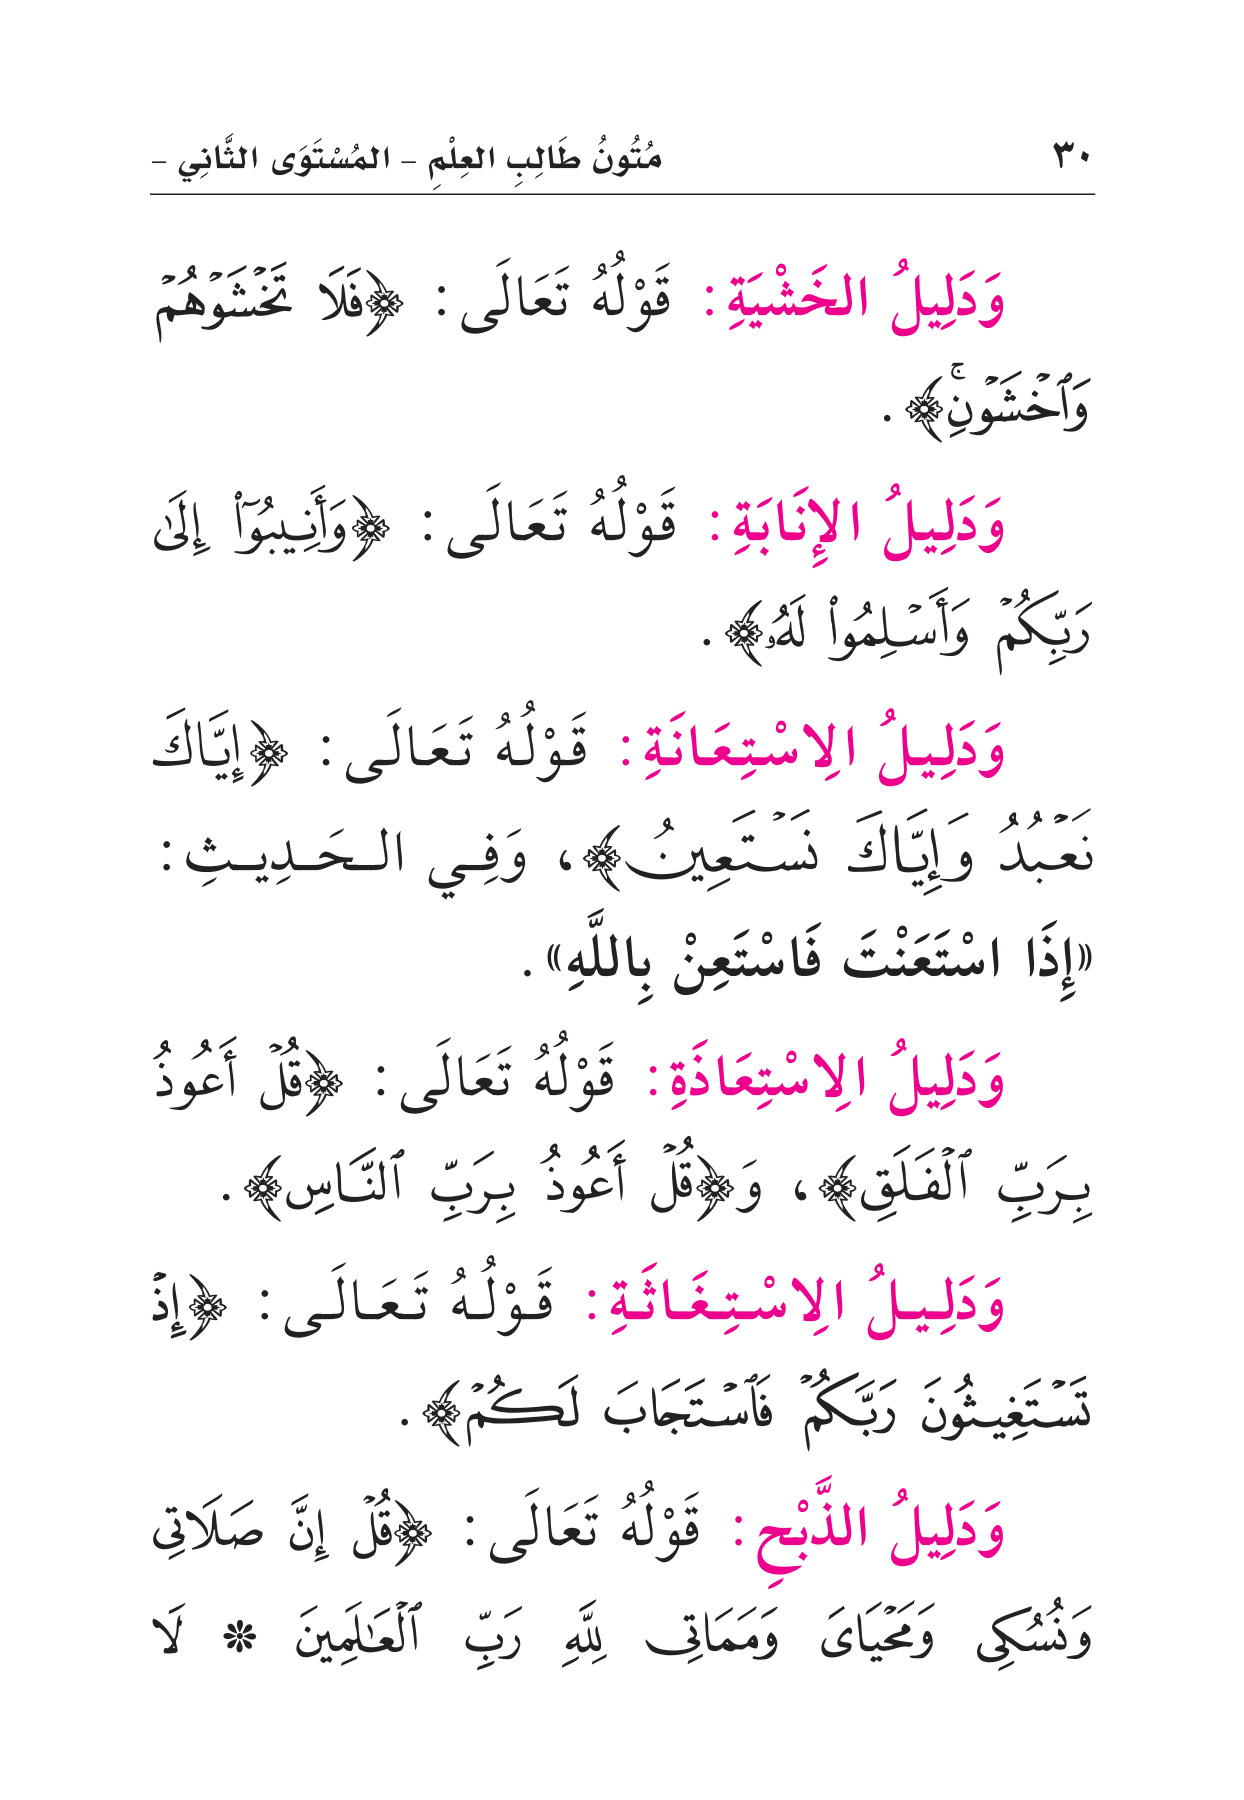 ٣٠ مُتُونُ طَالِبِ العِلْمِ – المُسْتَوَى الثَّانِي –
وَدَلِيلُ الخَشْيَةِ: قَوْلُهُ تَعَالَى: ﴿فَلَا تَخۡشَوۡهُمۡ
وَٱخۡشَوۡنِۚ﴾.
وَدَلِيلُ الإِنَابَةِ: قَوْلُهُ تَعَالَى: ﴿وَأَنِيبُوٓاْ إِلَىٰ
رَبِّكُمۡ وَأَسۡلِمُواْ لَهُۥ﴾.
وَدَلِيلُ الِاسْتِعَانَةِ: قَوْلُهُ تَعَالَى: ﴿إِيَّاكَ
نَعۡبُدُ وَإِيَّاكَ نَسۡتَعِينُ﴾، وَفِي الحَدِيثِ:
«إِذَا اسْتَعَنْتَ فَاسْتَعِنْ بِاللَّهِ».
وَدَلِيلُ الِاسْتِعَاذَةِ: قَوْلُهُ تَعَالَى: ﴿قُلۡ أَعُوذُ
بِرَبِّ ٱلۡفَلَقِ﴾، وَ﴿قُلۡ أَعُوذُ بِرَبِّ ٱلنَّاسِ﴾.
وَدَلِيلُ الِاسْتِغَاثَةِ: قَوْلُهُ تَعَالَى: ﴿إِذۡ
تَسۡتَغِيثُونَ رَبَّكُمۡ فَٱسۡتَجَابَ لَكُمۡ﴾.
وَدَلِيلُ الذَّبْحِ: قَوْلُهُ تَعَالَى: ﴿قُلۡ إِنَّ صَلَاتِي
وَنُسُكِي وَمَحۡيَايَ وَمَمَاتِي لِلَّهِ رَبِّ ٱلۡعَٰلَمِينَ * لَا